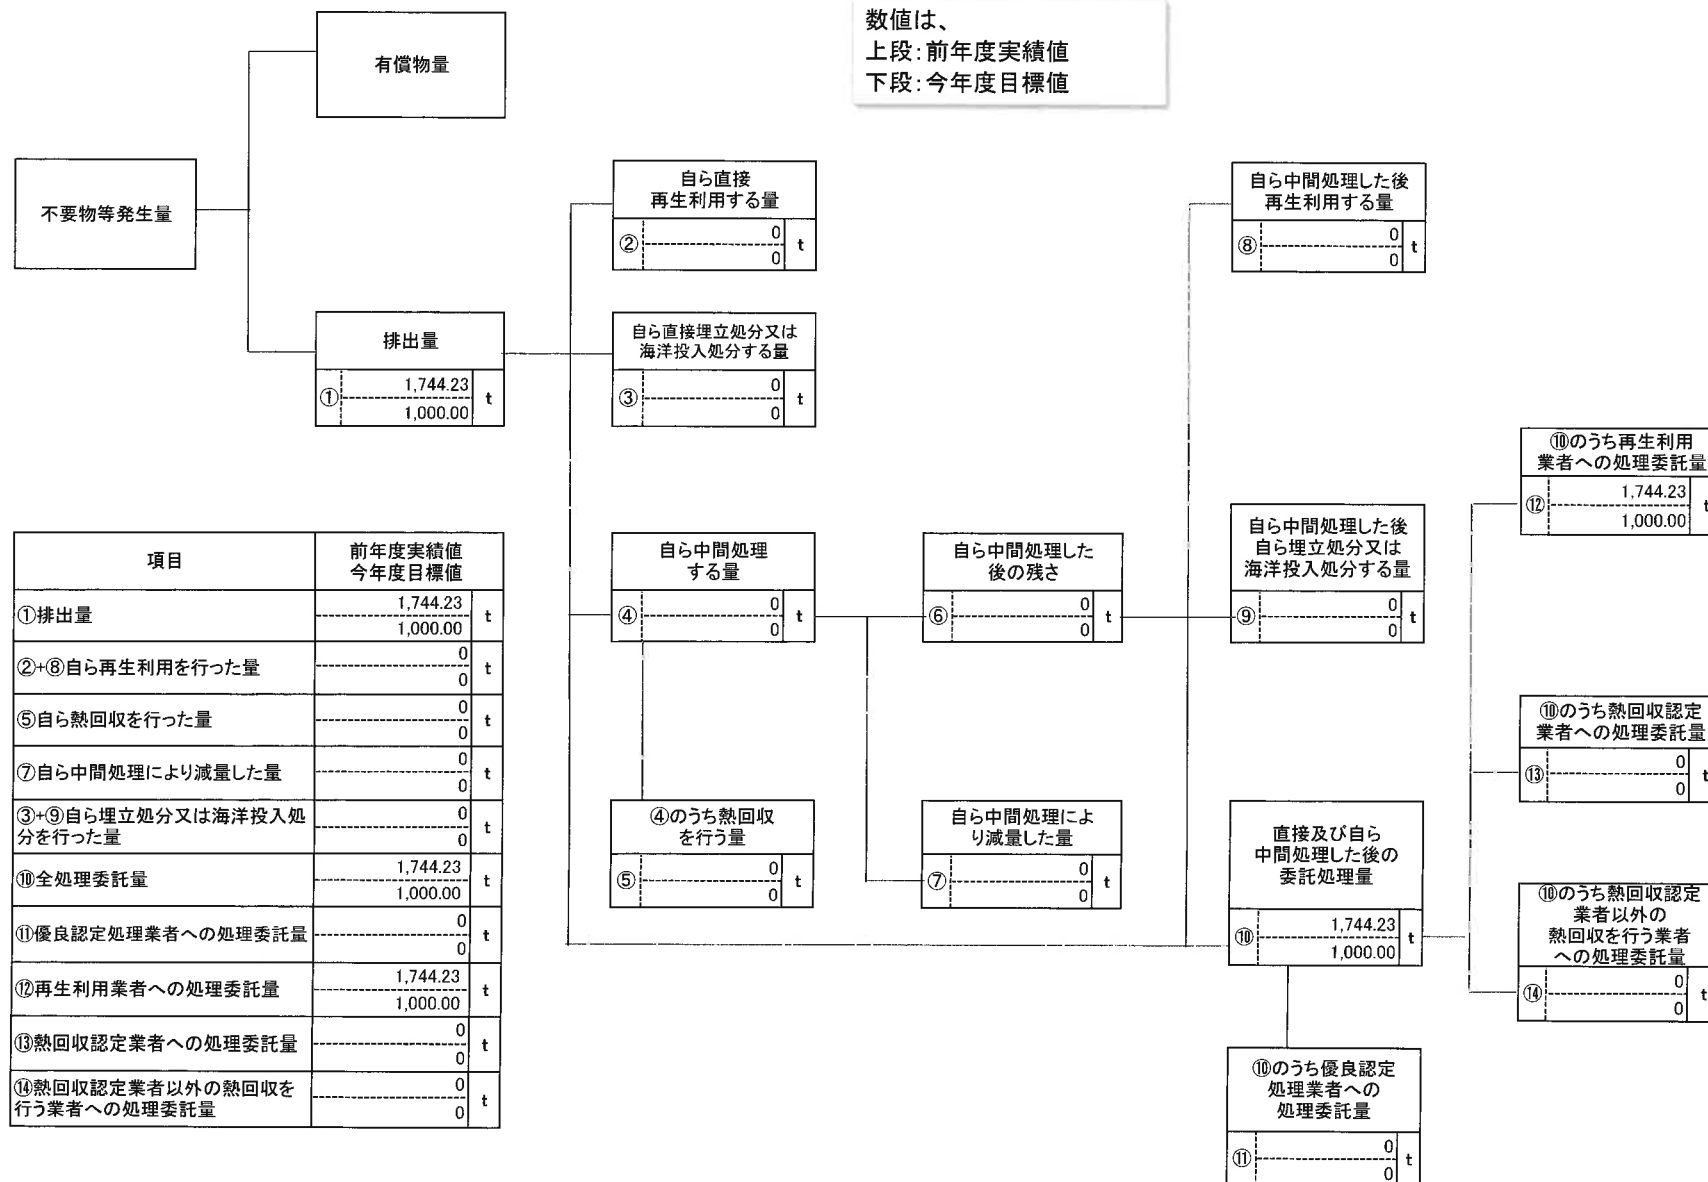 数値は、
上段：前年度実績値
下段：今年度目標値
有償物量
不要物等発生量
排出量
①
1,744.23
1,000.00
t
自ら直接
再生利用する量
②
0
0
t
自ら直接埋立処分又は
海洋投入処分する量
③
0
0
t
自ら中間処理
する量
④
0
0
t
④のうち熱回収
を行う量
⑤
0
0
t
自ら中間処理した
後の残さ
⑥
0
0
t
自ら中間処理によ
り減量した量
⑦
0
0
t
自ら中間処理した後
再生利用する量
⑧
0
0
t
自ら中間処理した後
自ら埋立処分又は
海洋投入処分する量
⑨
0
0
t
直接及び自ら
中間処理した後の
委託処理量
⑩
1,744.23
1,000.00
t
⑩のうち優良認定
処理業者への
処理委託量
⑪
0
0
t
⑩のうち再生利用
業者への処理委託量
⑫
1,744.23
1,000.00
t
⑩のうち熱回収認定
業者への処理委託量
⑬
0
0
t
⑩のうち熱回収認定
業者以外の
熱回収を行う業者
への処理委託量
⑭
0
0
t
項目
前年度実績値
今年度目標値
①排出量
1,744.23
1,000.00
t
②+⑧自ら再生利用を行った量
0
0
t
⑤自ら熱回収を行った量
0
0
t
⑦自ら中間処理により減量した量
0
0
t
③+⑨自ら埋立処分又は海洋投入処
分を行った量
0
0
t
⑩全処理委託量
1,744.23
1,000.00
t
⑪優良認定処理業者への処理委託量
0
0
t
⑫再生利用業者への処理委託量
1,744.23
1,000.00
t
⑬熱回収認定業者への処理委託量
0
0
t
⑭熱回収認定業者以外の熱回収を
行う業者への処理委託量
0
0
t